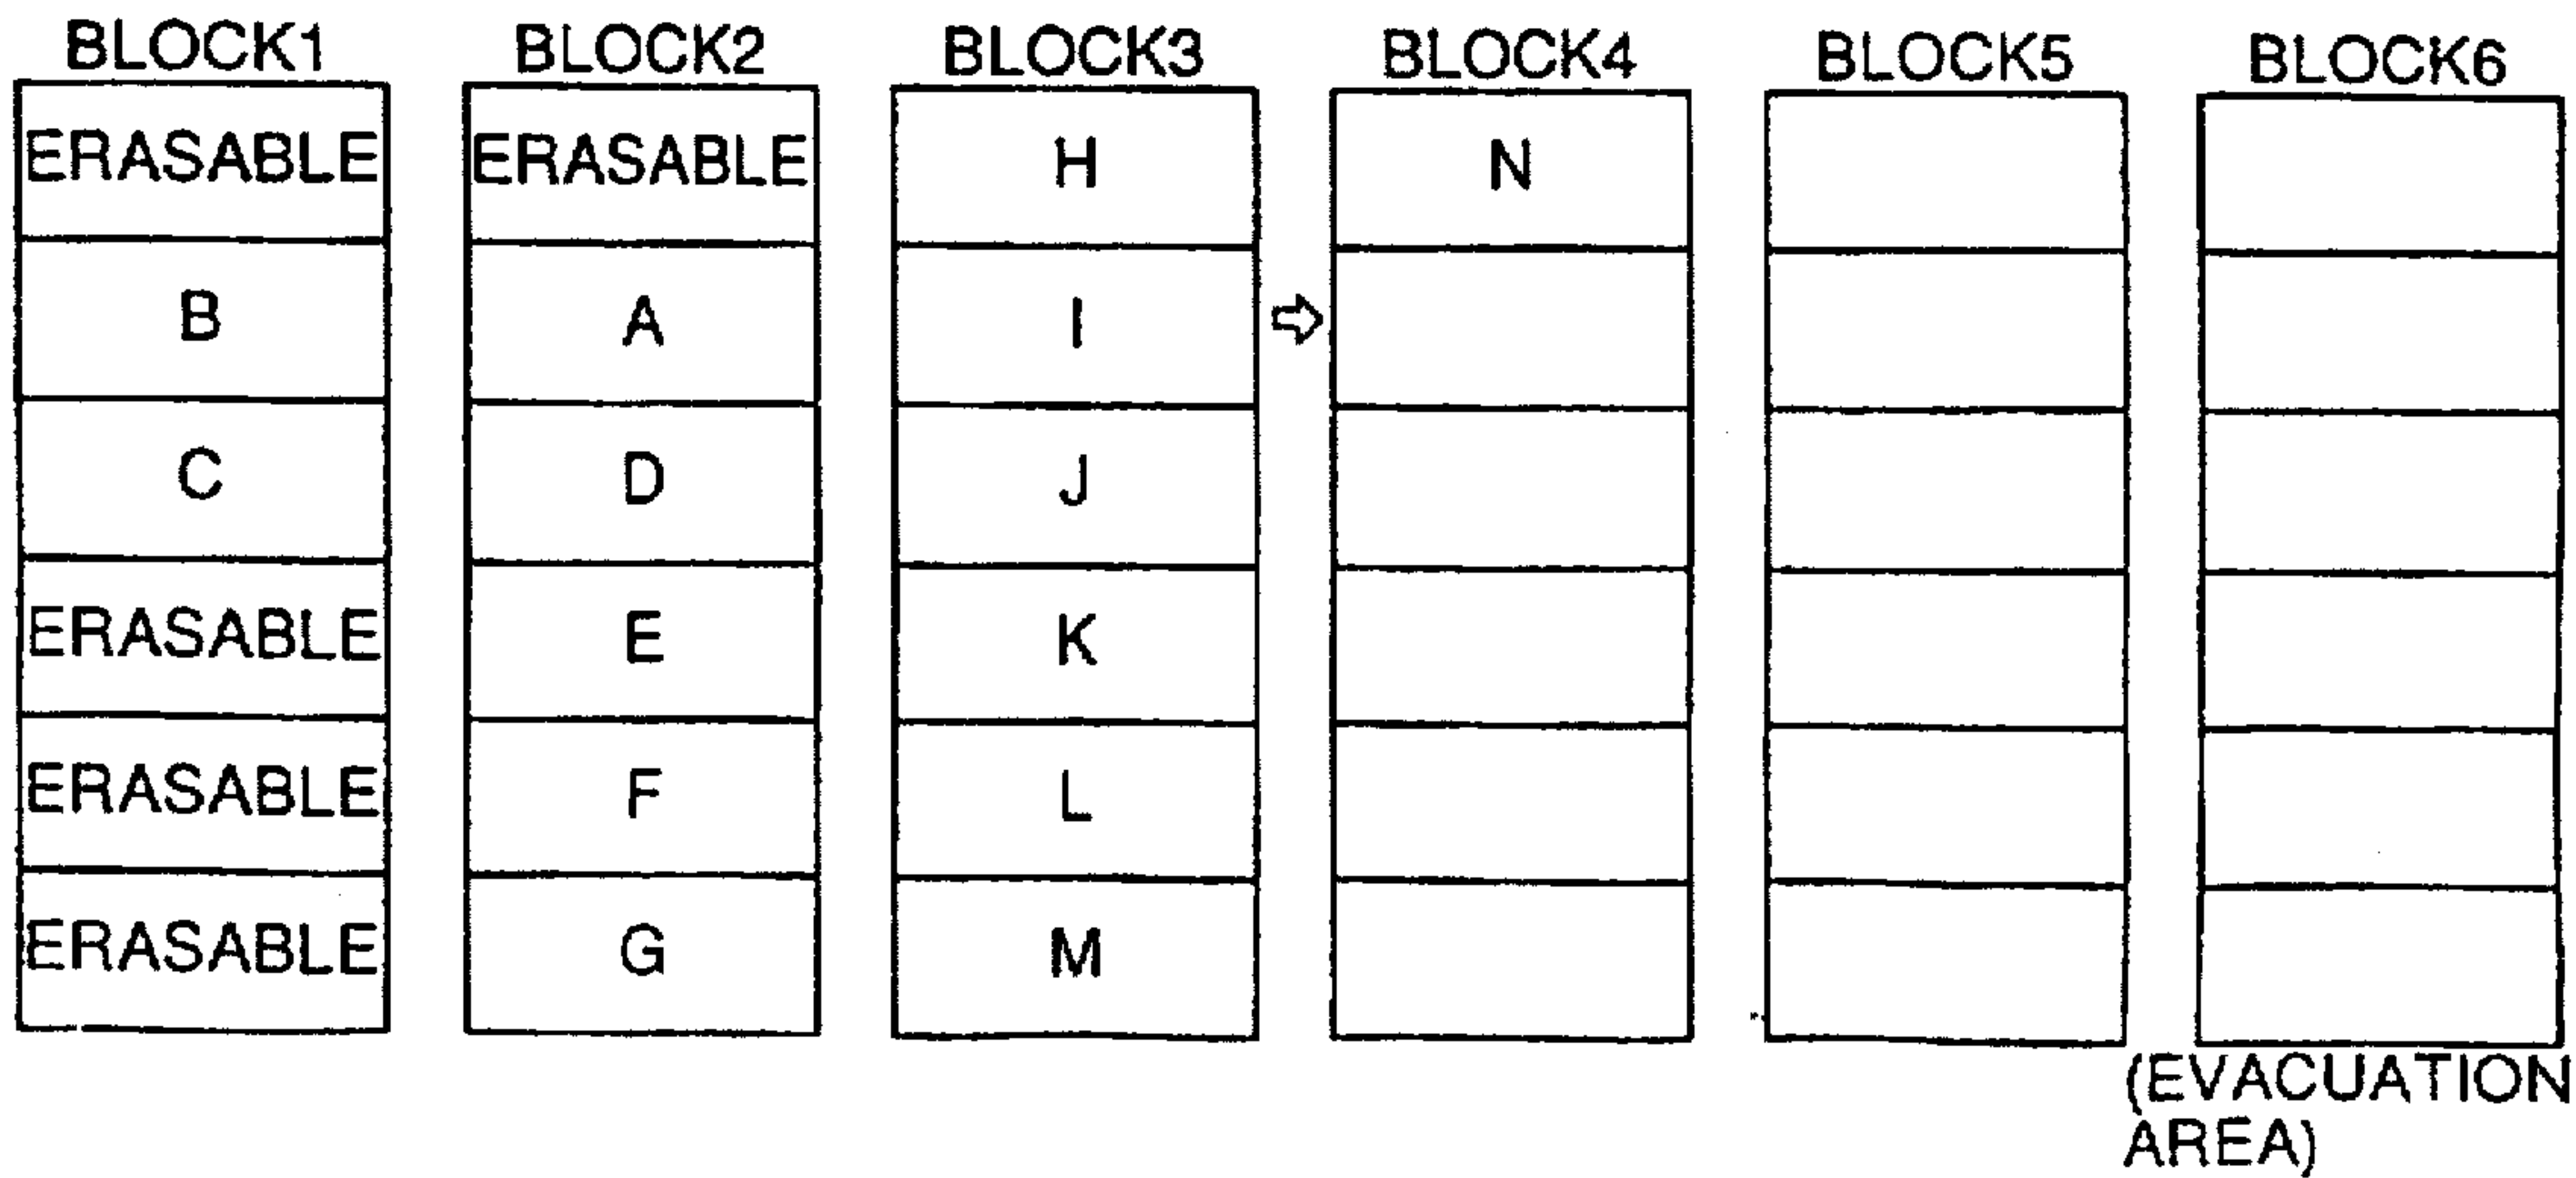 BLOCK1 BLOCK2 BLOCK3 BLOCK4 BLOCK5 BLOCK6
ERASABLE ERASABLE H N
B A I
C D J
ERASABLE E K
ERASABLE F L
ERASABLE G M
(EVACUATION
AREA)